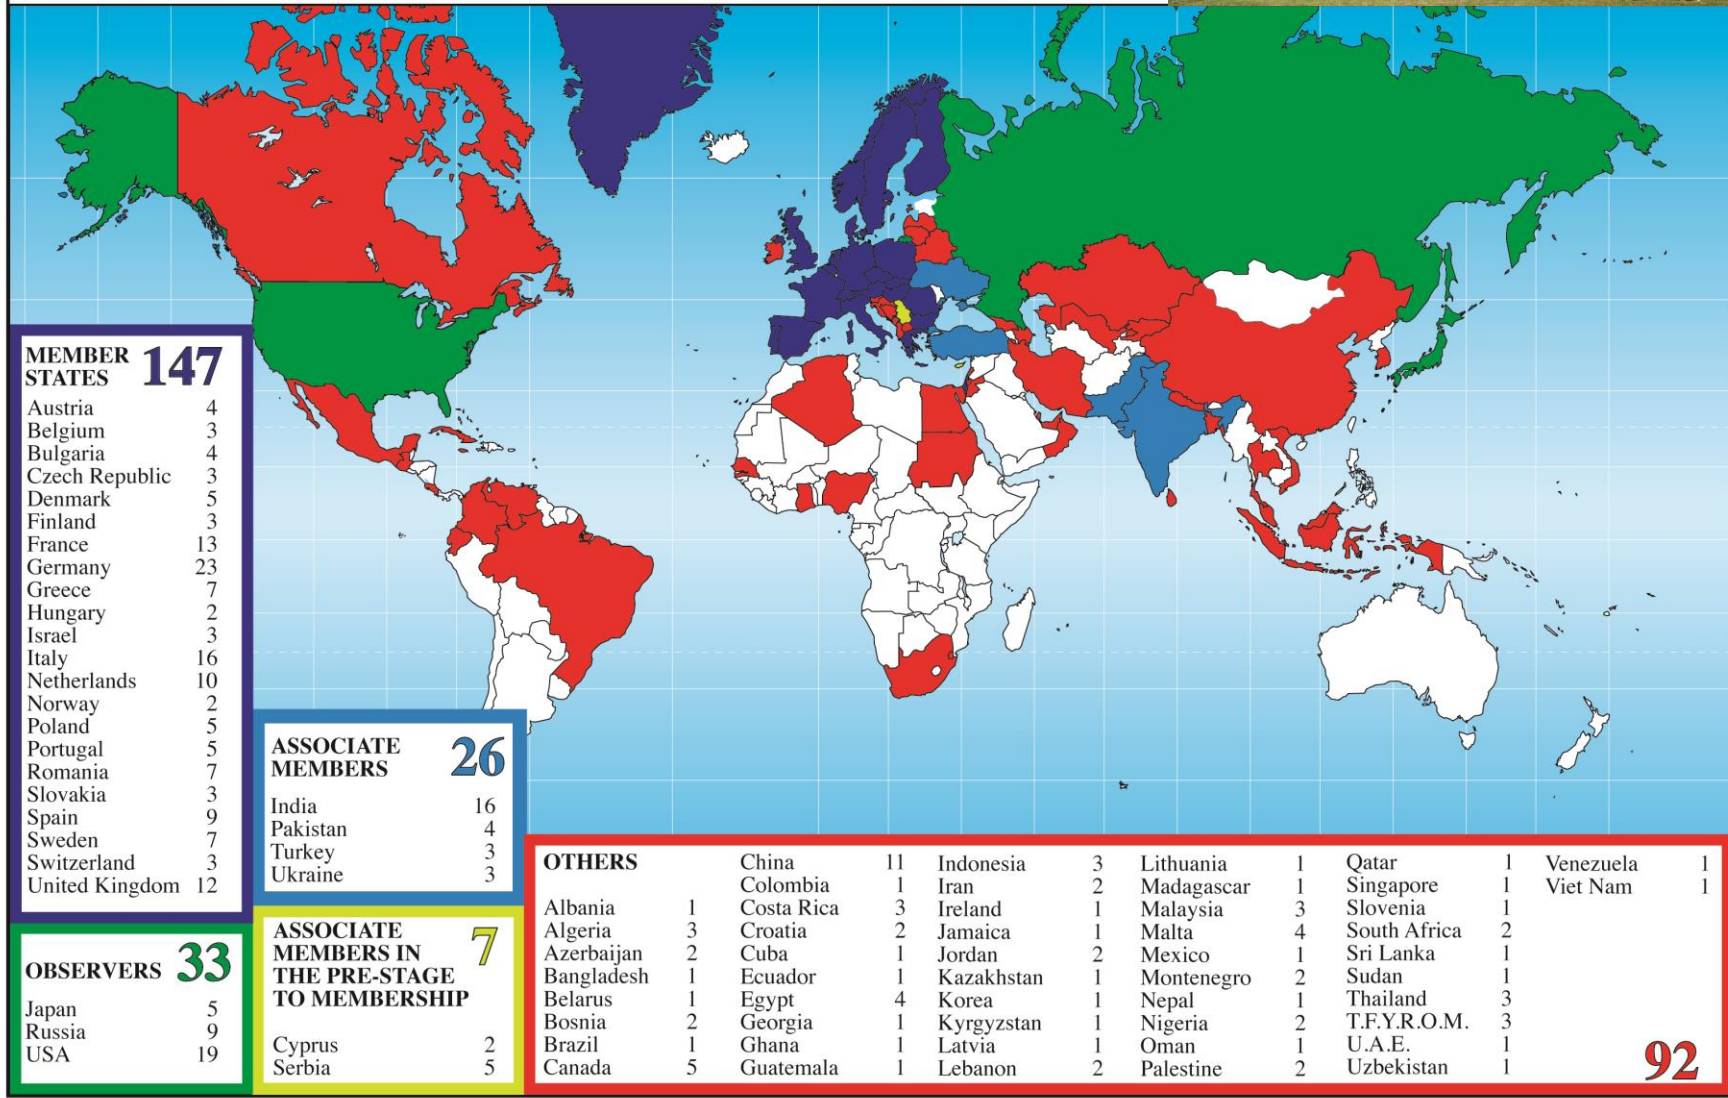 MEMBER
STATES 147
Austria 4
Belgium 3
Bulgaria 4
Czech Republic 3
Denmark 5
Finland 3
France 13
Germany 23
Greece 7
Hungary 2
Israel 3
Italy 16
Netherlands 10
Norway 2
Poland 5
Portugal 5
Romania 7
Slovakia 3
Spain 9
Sweden 7
Switzerland 3
United Kingdom 12
OBSERVERS 33
Japan 5
Russia 9
USA 19
ASSOCIATE
MEMBERS 26
India 16
Pakistan 4
Turkey 3
Ukraine 3
ASSOCIATE
MEMBERS IN
THE PRE-STAGE
TO MEMBERSHIP 7
Cyprus 2
Serbia 5
OTHERS
Albania 1
Algeria 3
Azerbaijan 2
Bangladesh 1
Belarus 1
Bosnia 2
Brazil 1
Canada 5
China 11
Colombia 1
Costa Rica 3
Croatia 2
Cuba 1
Ecuador 1
Egypt 4
Georgia 1
Ghana 1
Guatemala 1
Indonesia 3
Iran 2
Ireland 1
Jamaica 1
Jordan 2
Kazakhstan 1
Korea 1
Kyrgyzstan 1
Latvia 1
Lebanon 2
Lithuania 1
Madagascar 1
Malaysia 3
Malta 4
Mexico 1
Montenegro 2
Nepal 1
Nigeria 2
Oman 1
Palestine 2
Qatar 1
Singapore 1
Slovenia 1
South Africa 2
Sri Lanka 1
Sudan 1
Thailand 3
T.F.Y.R.O.M. 3
U.A.E. 1
Uzbekistan 1
Venezuela 1
Viet Nam 1
92